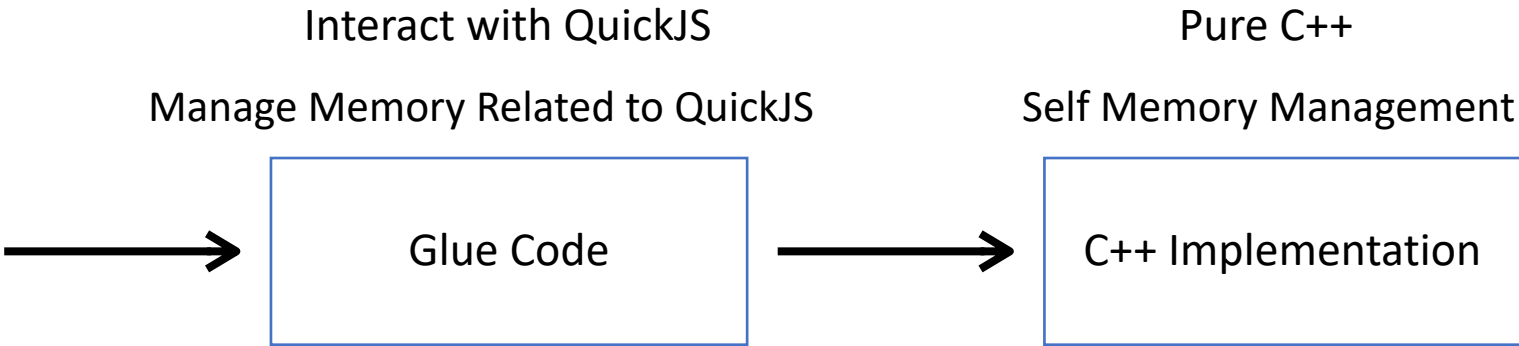 Interact with QuickJS
Manage Memory Related to QuickJS
Glue Code
Pure C++
Self Memory Management
C++ Implementation